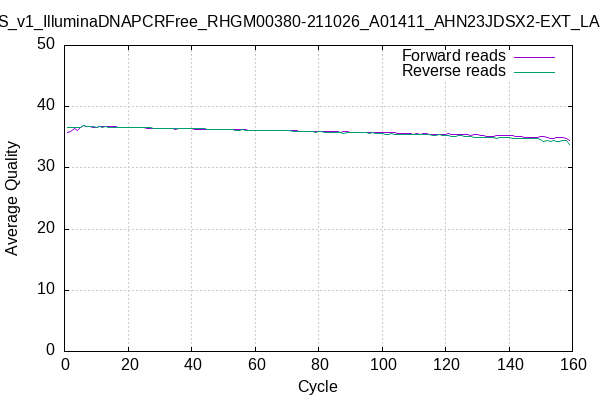 S_v1_IlluminaDNAPCRFree_RHGM00380-211026_A01411_AHN23JDSX2-EXT_LA
Forward reads
Reverse reads
50
40
30
20
10
0
Average Quality
0 20 40 60 80 100 120 140 160
Cycle